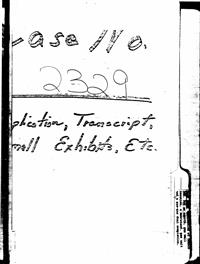 Case No.
2329
plication, Transcript,
mall Exhibits, Etc.